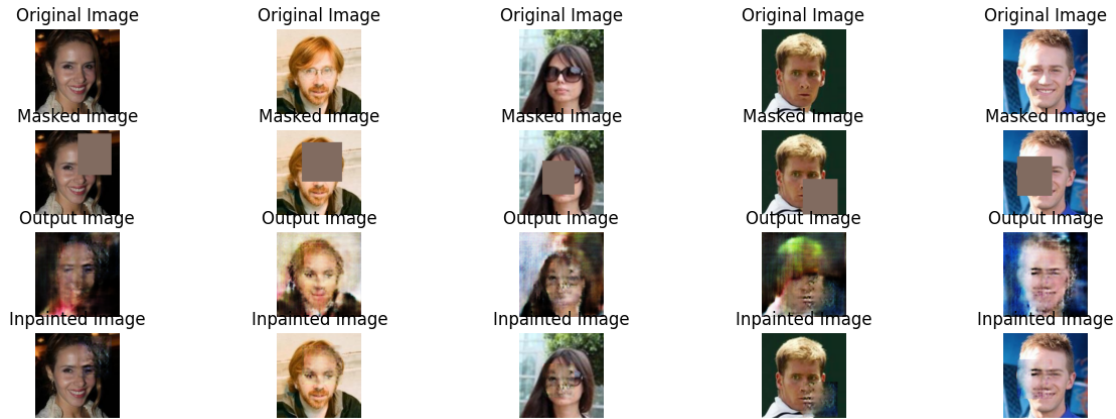 Original Image Original Image Original Image Original Image Original Image
Masked Image Masked Image Masked Image Masked Image Masked Image
Output Image Output Image Output Image Output Image Output Image
Inpainted Image Inpainted Image Inpainted Image Inpainted Image Inpainted Image